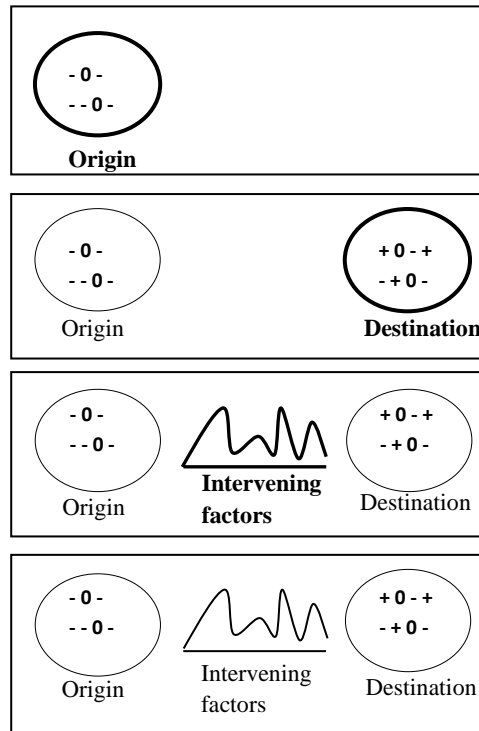 - 0 -
- - 0 -
Origin
- 0 -
- - 0 -
Origin
+ 0 - +
- + 0 -
Destination
- 0 -
- - 0 -
Origin
Intervening
factors
+ 0 - +
- + 0 -
Destination
- 0 -
- - 0 -
Origin
Intervening
factors
+ 0 - +
- + 0 -
Destination